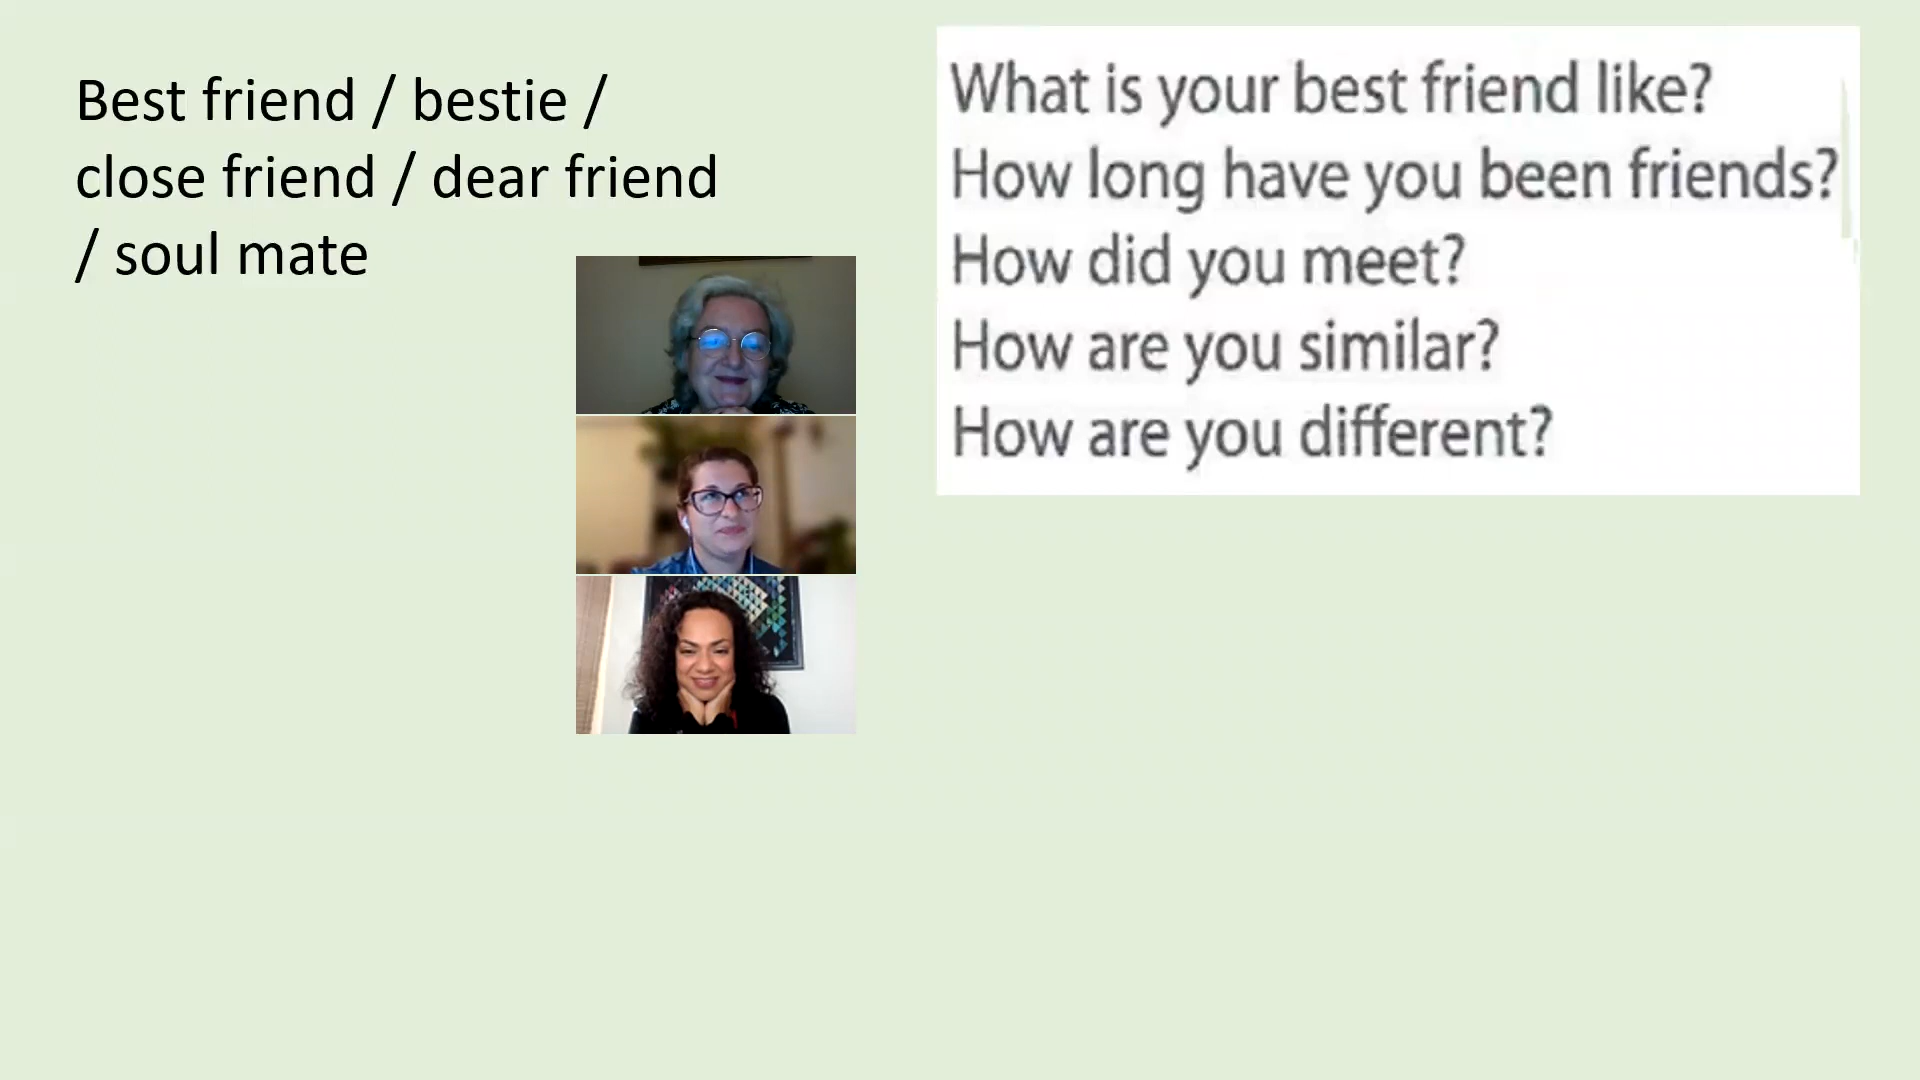 Best friend / bestie /
close friend / dear friend
/ soul mate
What is your best friend like?
How long have you been friends?
How did you meet?
How are you similar?
How are you different?